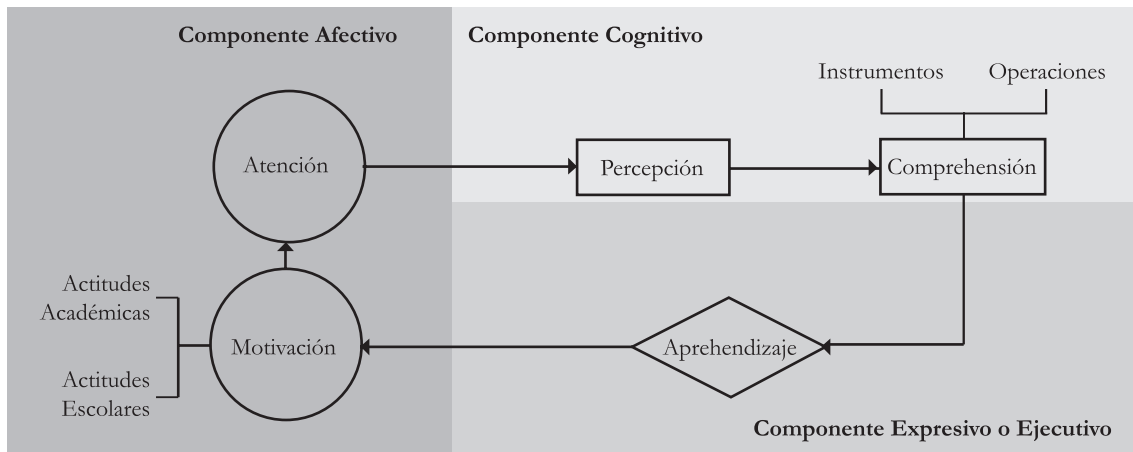 Componente Afectivo
Componente Cognitivo
Instrumentos
Operaciones
Atención
Percepción
Comprehensión
Actitudes
Académicas
Motivación
Aprehendizaje
Actitudes
Escolares
Componente Expresivo o Ejecutivo